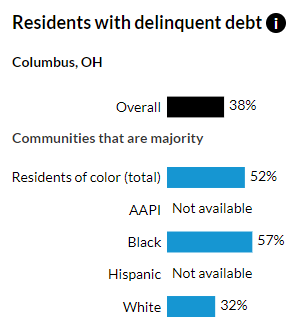 Residents with delinquent debt i
Columbus, OH
Overall 38%
Communities that are majority
Residents of color (total) 52%
AAPI Not available
Black 57%
Hispanic Not available
White 32%